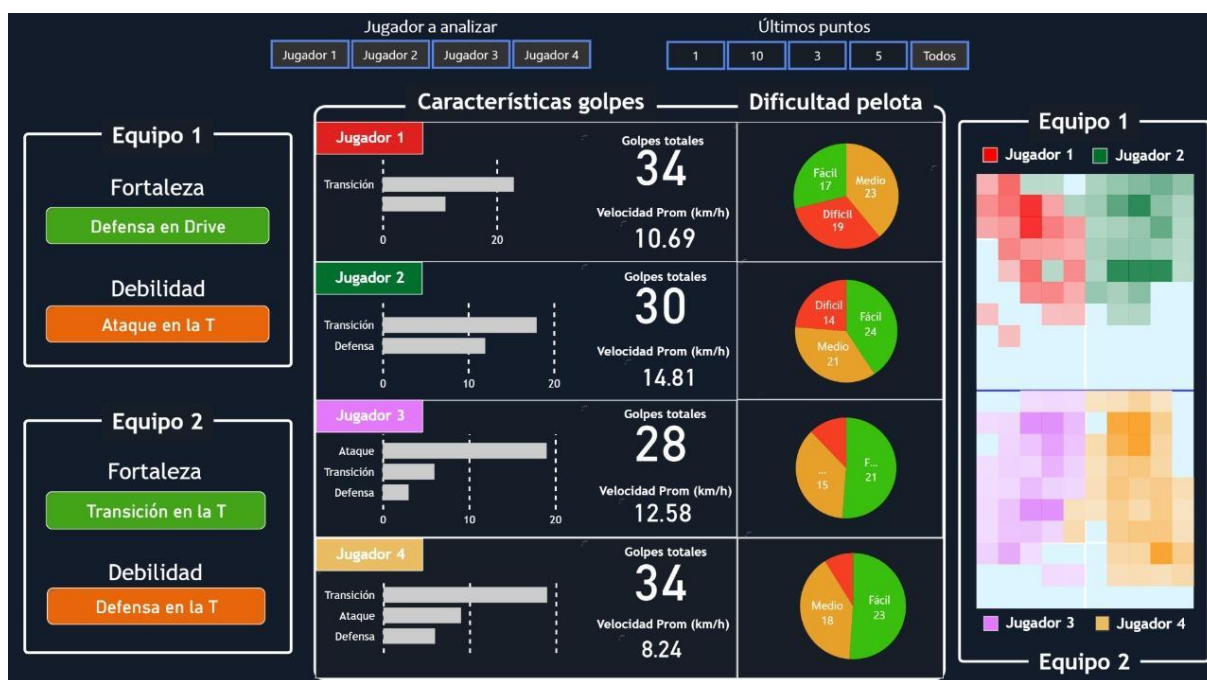 Jugador a analizar
Jugador 1
Jugador 2
Jugador 3
Jugador 4
Últimos puntos
1
10
3
5
Todos
Equipo 1
Fortaleza
Defensa en Drive
Debilidad
Ataque en la T
Equipo 2
Fortaleza
Transición en la T
Debilidad
Defensa en la T
Características golpes
Dificultad pelota
Jugador 1
Transición
0
20
Golpes totales
34
Velocidad Prom (km/h)
10.69
Fácil
17
Medio
23
Dificil
19
Jugador 2
Transición
Defensa
0
10
20
Golpes totales
30
Velocidad Prom (km/h)
14.81
Dificil
14
Fácil
24
Medio
21
Jugador 3
Ataque
Transición
Defensa
0
10
20
Golpes totales
28
Velocidad Prom (km/h)
12.58
...
15
F...
21
Jugador 4
Transición
Ataque
Defensa
Golpes totales
34
Velocidad Prom (km/h)
8.24
Medio
18
Fácil
23
Equipo 1
Jugador 1
Jugador 2
Jugador 3
Jugador 4
Equipo 2